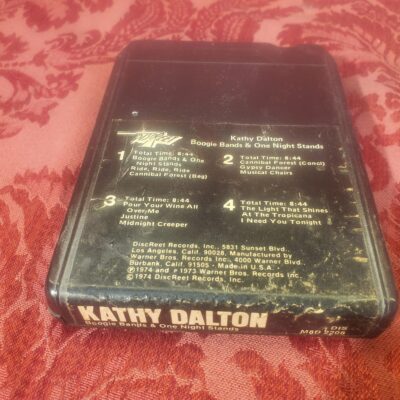 Kathy Dalton
Boogie Bands & One Night Stands
1
Total Time: 8:44
Boogie Bands & One
Night Stands
Ride, Ride, Ride
Cannibal Forest (Beg)
2
Total Time: 8:44
Cannibal Forest (Concl)
Gypsy Dancer
Musical Chairs
3
Total Time: 8:44
Pour Your Wine All
Over Me
Justine
Midnight Creeper
4
Total Time: 8:44
The Light That Shines
At The Tropicana
I Need You Tonight
DiscReet Records, Inc., 5831 Sunset Blvd.,
Los Angeles, Calif. 90028. Manufactured by
Warner Bros. Records Inc., 4000 Warner Blvd.,
Burbank, Calif. 91505 - Made in U.S.A.
℗1974 and ℗1973 Warner Bros. Records Inc.
©1974 DiscReet Records, Inc.
KATHY DALTON
Boogie Bands & One Night Stands
DIS
M8D 2208